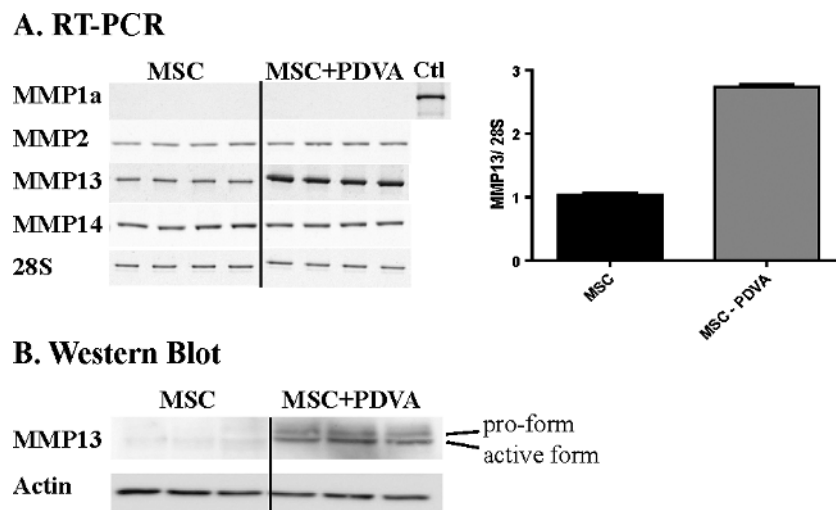 A. RT-PCR
MSC MSC+PDVA Ctl
MMP1a
MMP2
MMP13
MMP14
28S
MMP13/ 28S
3
2
1
0
MSC
MSC - PDVA
B. Western Blot
MSC MSC+PDVA
MMP13
pro-form
active form
Actin